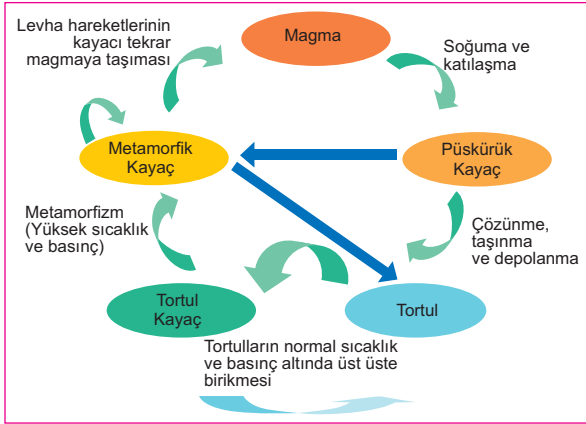 Levha hareketlerinin
kayacı tekrar
magmaya taşıması
Magma
Soğuma ve
katılaşma
Metamorfik
Kayaç
Püskürük
Kayaç
Metamorfizm
(Yüksek sıcaklık
ve basınç)
Çözünme,
taşınma
ve depolanma
Tortul
Kayaç
Tortul
Tortulların normal sıcaklık
ve basınç altında üst üste
birikmesi